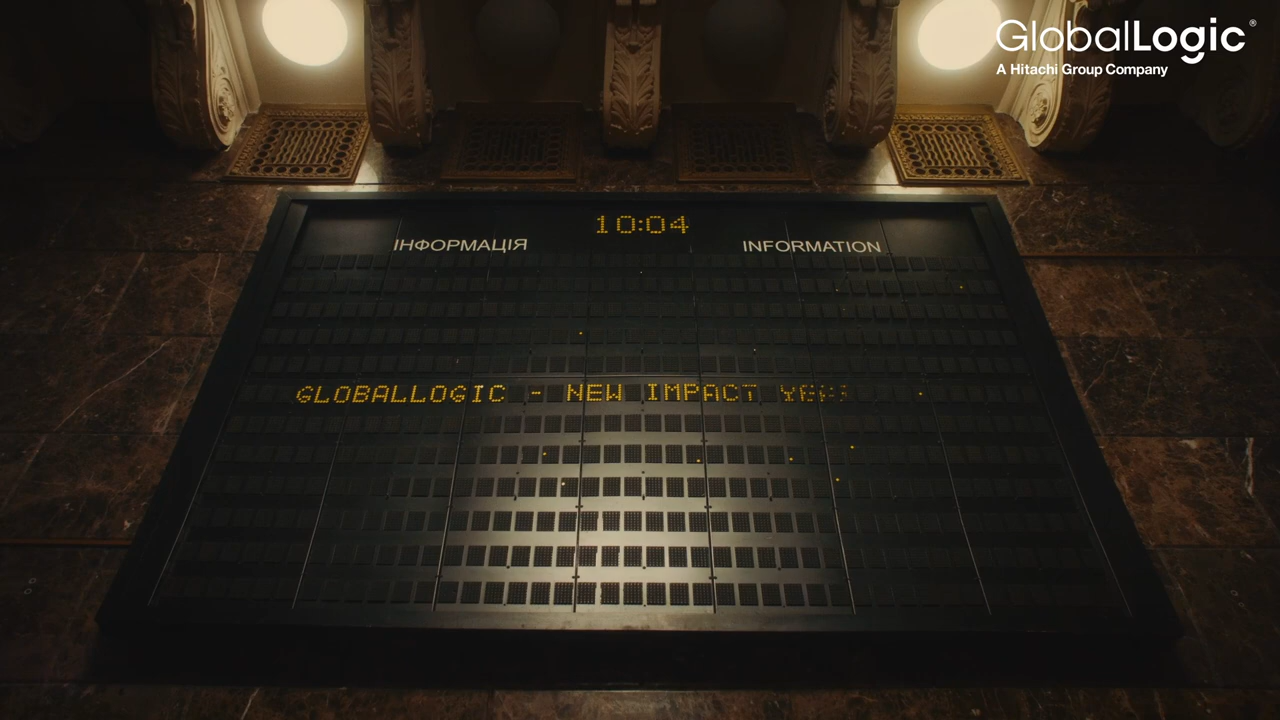 GlobalLogic®
A Hitachi Group Company
10:04
ІНФОРМАЦІЯ INFORMATION
GLOBALLOGIC - NEW IMPACT